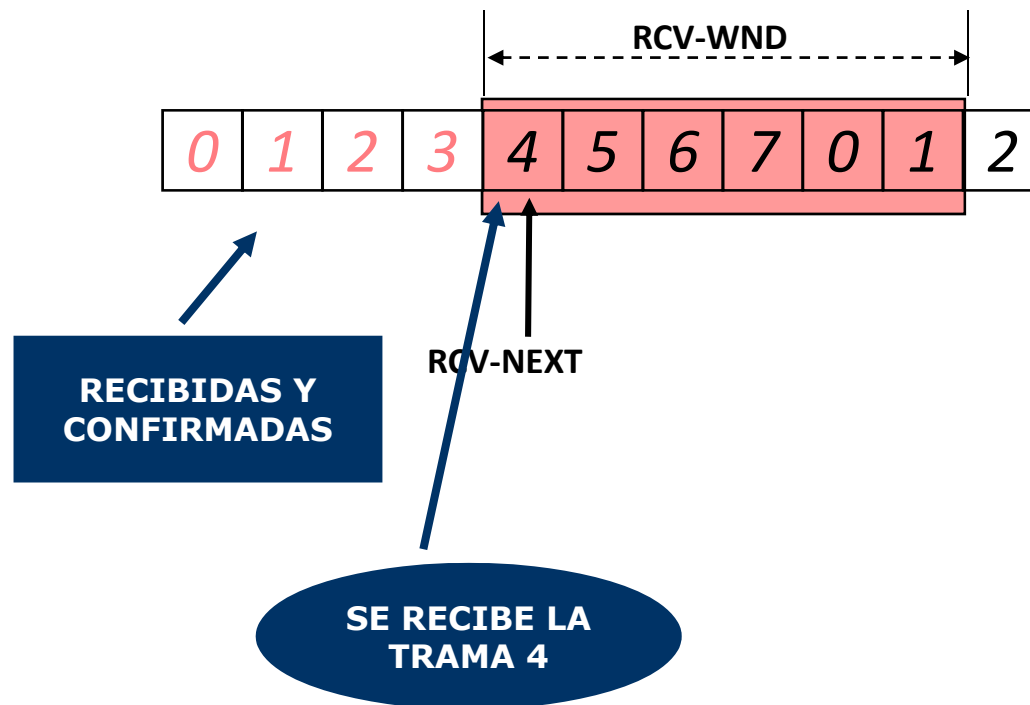 RCV-WND
0 1 2 3 4 5 6 7 0 1 2
RCV-NEXT
RECIBIDAS Y
CONFIRMADAS
SE RECIBE LA
TRAMA 4